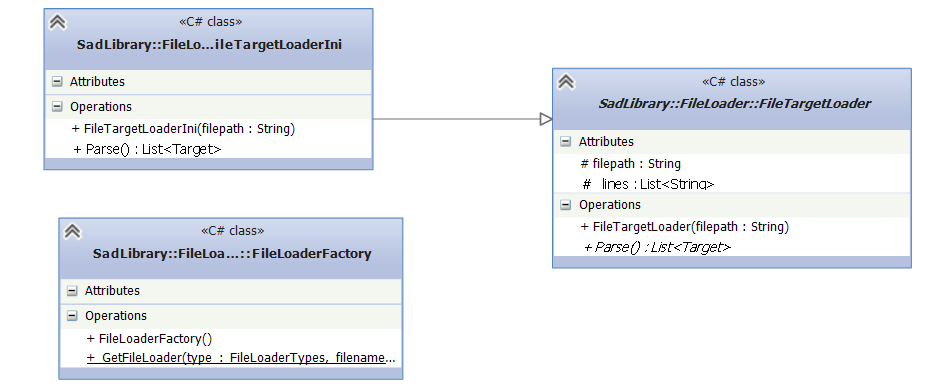 «C# class»
SadLibrary::FileLo...ileTargetLoaderIni
Attributes
Operations
+ FileTargetLoaderIni(filepath : String)
+ Parse() : List<Target>
«C# class»
SadLibrary::FileLoader::FileTargetLoader
Attributes
# filepath : String
# lines : List<String>
Operations
+ FileTargetLoader(filepath : String)
+ Parse() : List<Target>
«C# class»
SadLibrary::FileLoa...::FileLoaderFactory
Attributes
Operations
+ FileLoaderFactory()
+ GetFileLoader(type : FileLoaderTypes, filename...